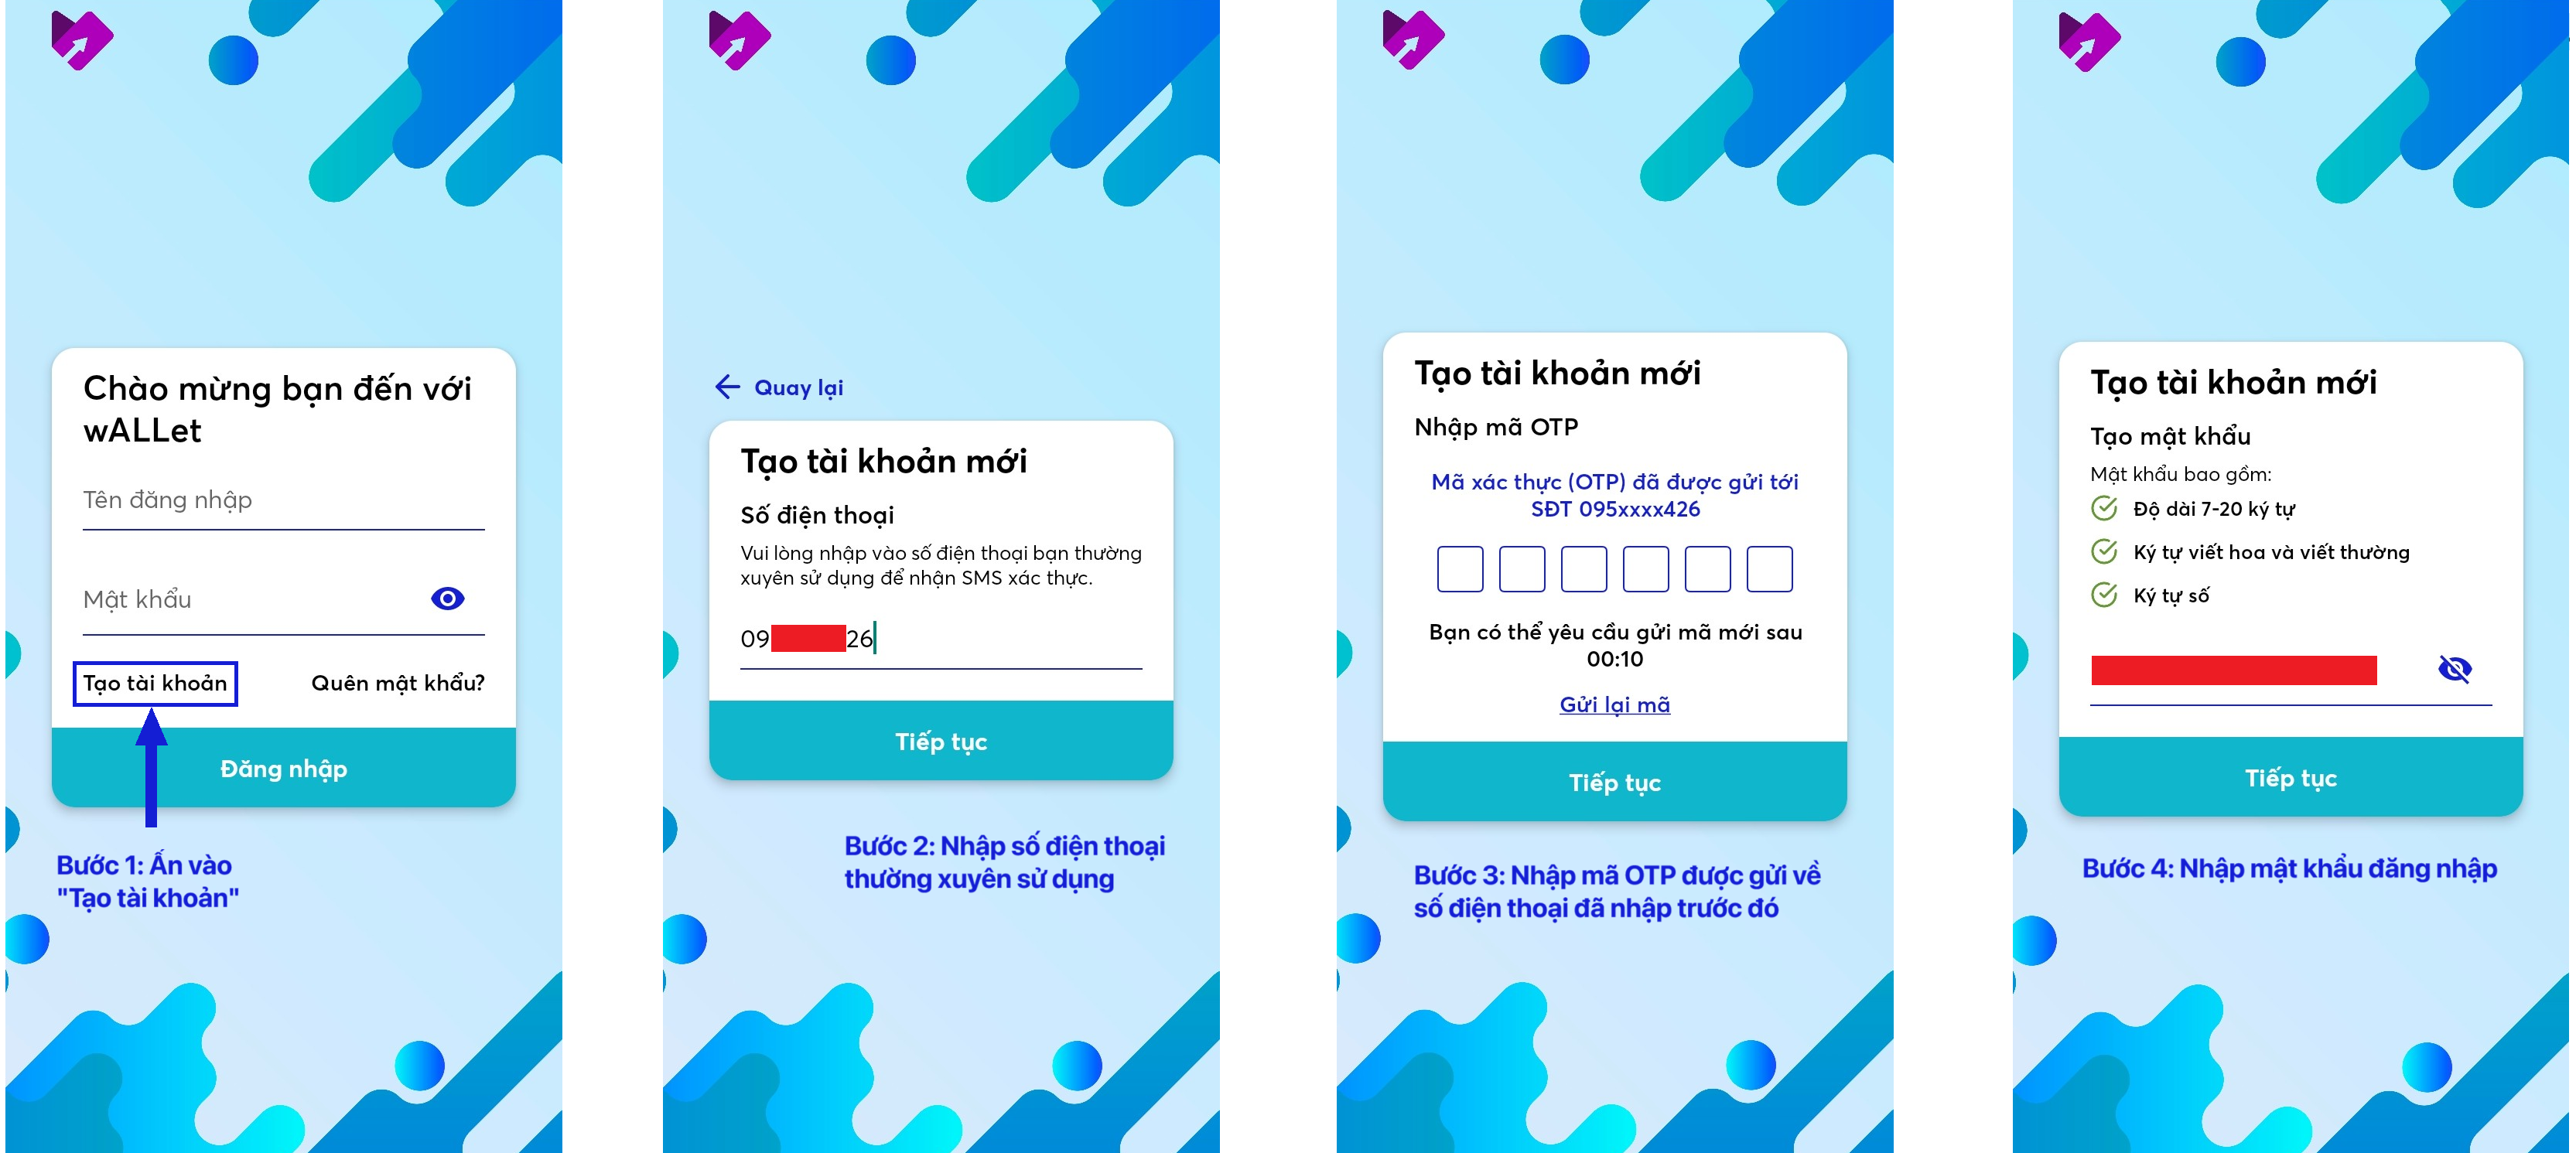 Chào mừng bạn đến với
wALLet
Tên đăng nhập
Mật khẩu
Tạo tài khoản
Quên mật khẩu?
Đăng nhập
Bước 1: Ấn vào
"Tạo tài khoản"
Quay lại
Tạo tài khoản mới
Số điện thoại
Vui lòng nhập vào số điện thoại bạn thường
xuyên sử dụng để nhận SMS xác thực.
09 26
Tiếp tục
Bước 2: Nhập số điện thoại
thường xuyên sử dụng
Tạo tài khoản mới
Nhập mã OTP
Mã xác thực (OTP) đã được gửi tới
SĐT 095xxxx426
Bạn có thể yêu cầu gửi mã mới sau
00:10
Gửi lại mã
Tiếp tục
Bước 3: Nhập mã OTP được gửi về
số điện thoại đã nhập trước đó
Tạo tài khoản mới
Tạo mật khẩu
Mật khẩu bao gồm:
Độ dài 7-20 ký tự
Ký tự viết hoa và viết thường
Ký tự số
Tiếp tục
Bước 4: Nhập mật khẩu đăng nhập